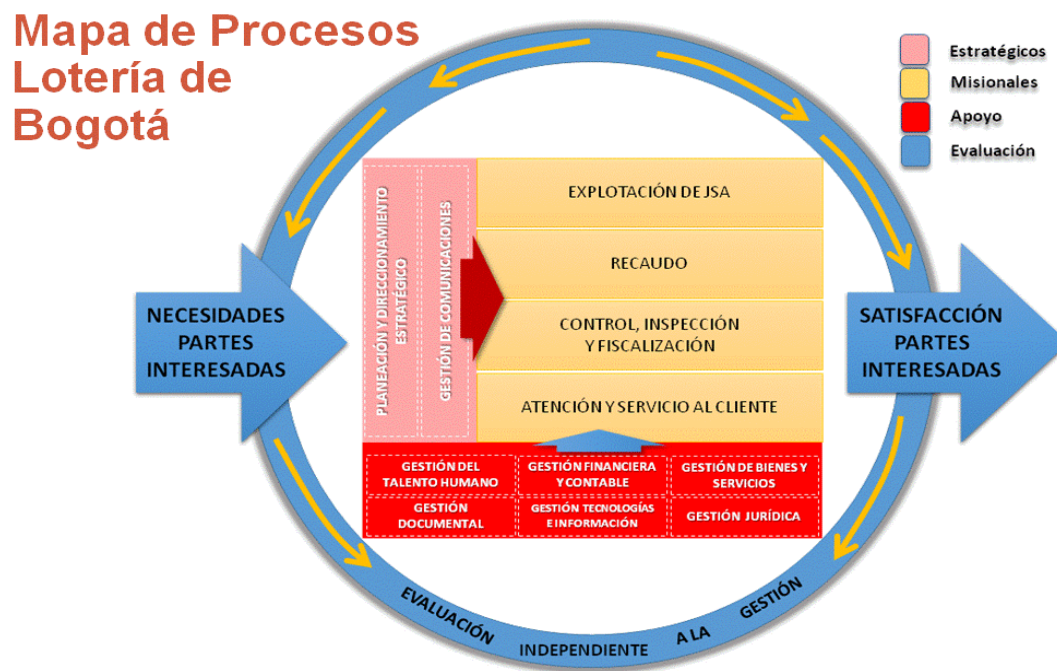 Mapa de Procesos
Lotería de
Bogotá
Estratégicos
Misionales
Apoyo
Evaluación
NECESIDADES
PARTES
INTERESADAS
PLANEACIÓN Y DIRECCIONAMIENTO
ESTRATÉGICO
GESTIÓN DE COMUNICACIONES
EXPLOTACIÓN DE JSA
RECAUDO
CONTROL, INSPECCIÓN
Y FISCALIZACIÓN
ATENCIÓN Y SERVICIO AL CLIENTE
SATISFACCIÓN
PARTES
INTERESADAS
GESTIÓN DEL
TALENTO HUMANO
GESTIÓN FINANCIERA
Y CONTABLE
GESTIÓN DE BIENES Y
SERVICIOS
GESTIÓN
DOCUMENTAL
GESTIÓN TECNOLOGÍAS
E INFORMACIÓN
GESTIÓN JURÍDICA
EVALUACIÓN INDEPENDIENTE A LA GESTIÓN